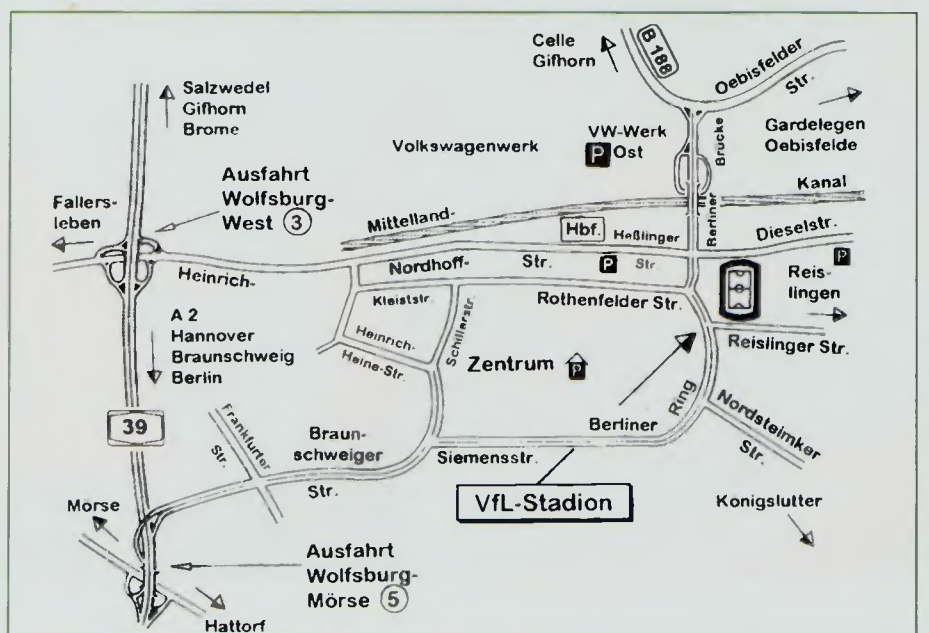 Celle
Gifhorn
B 188
Oebisfelder
Str.
Salzwedel
Gifhorn
Brome
Gardelegen
Oebisfelde
Volkswagenwerk
VW-Werk
P Ost
Brücke
Berliner
Kanal
Ausfahrt
Wolfsburg-
West 3
Fallers-
leben
Mittelland-
Hbf.
Heßlinger
Str.
Dieselstr.
P
Heinrich-
Nordhoff-
Str.
P
Reis-
lingen
Kleiststr.
Schillerstr.
Rothenfelder Str.
A 2
Hannover
Braunschweig
Berlin
Heinrich-
Heine-Str.
Zentrum P
Reislinger Str.
39
Frankfurter
Str.
Braun-
schweiger
Str.
Siemensstr.
Berliner
Ring
Nordsteimker
Str.
VfL-Stadion
Königslutter
Mörse
Ausfahrt
Wolfsburg-
Mörse 5
Hattorf